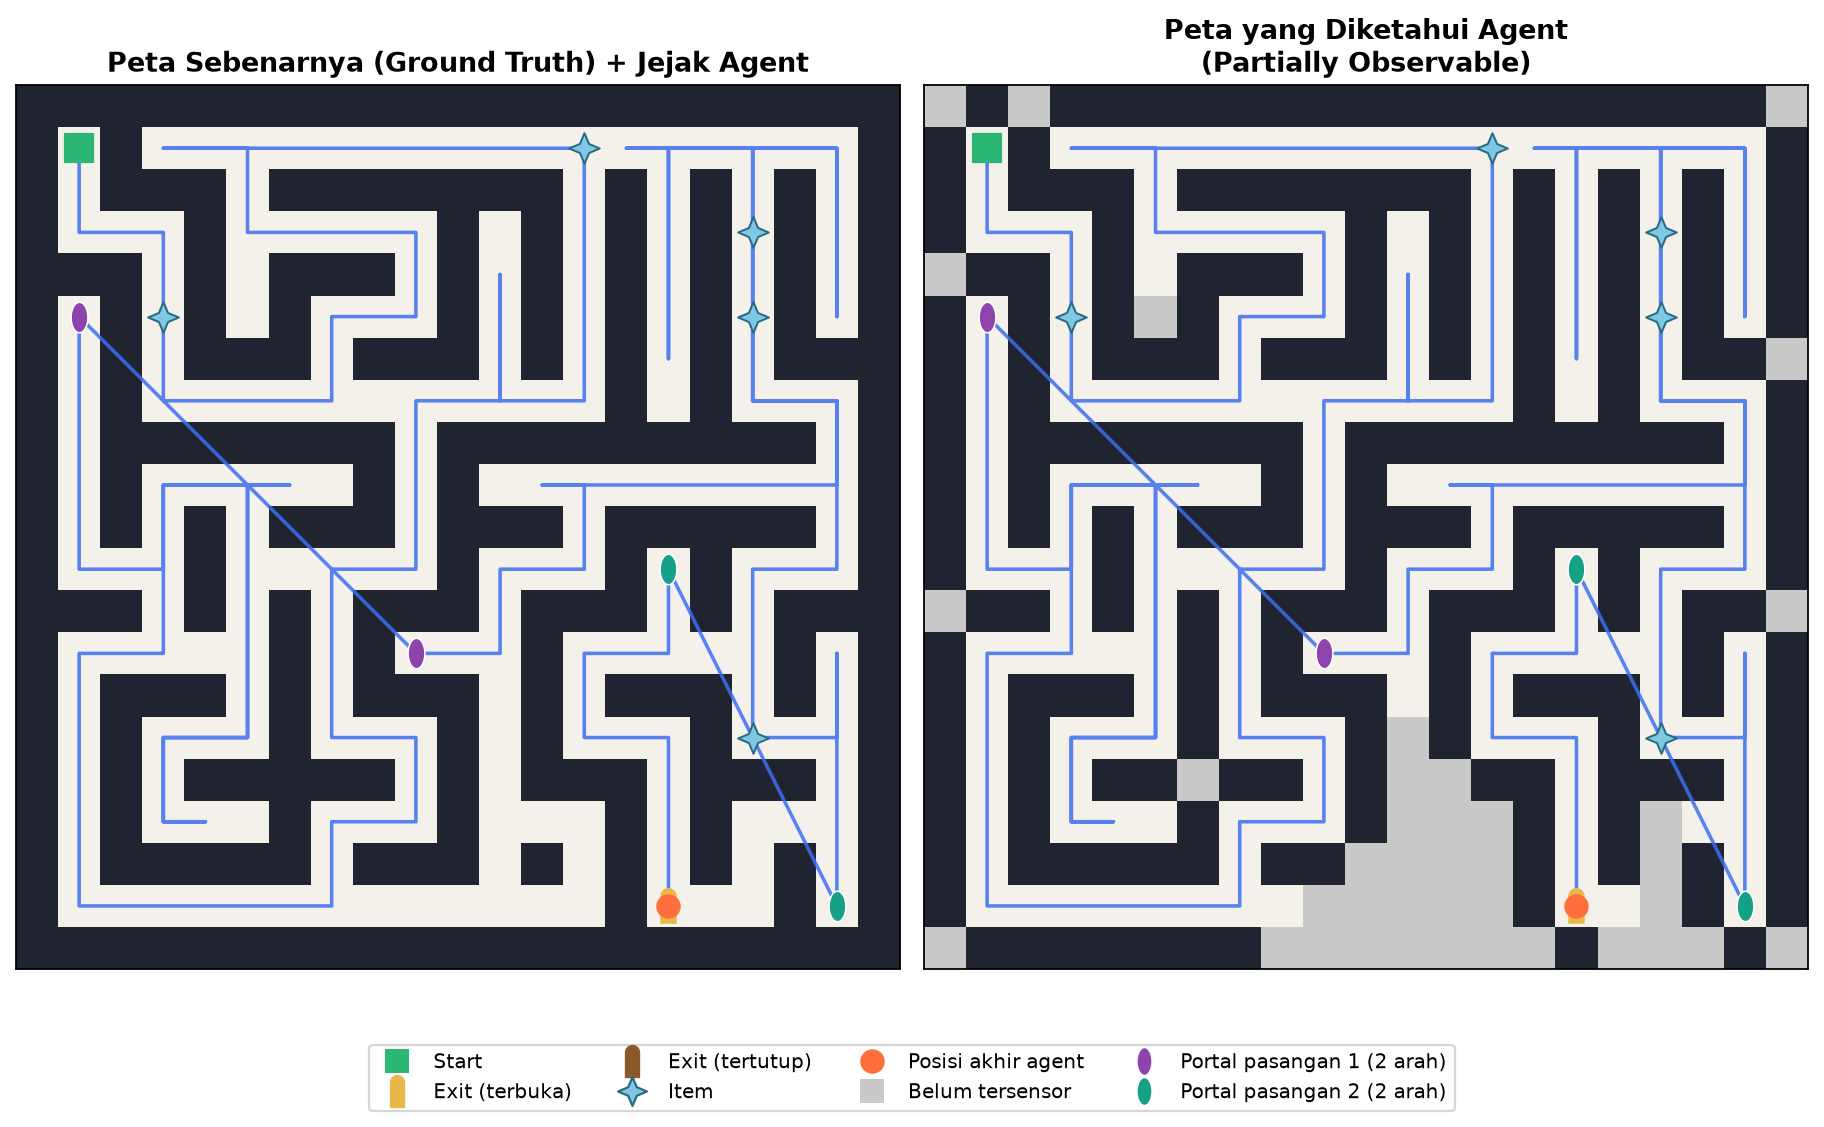 Peta Sebenarnya (Ground Truth) + Jejak Agent
Peta yang Diketahui Agent
(Partially Observable)
Start
Exit (terbuka)
Exit (tertutup)
Item
Posisi akhir agent
Belum tersensor
Portal pasangan 1 (2 arah)
Portal pasangan 2 (2 arah)